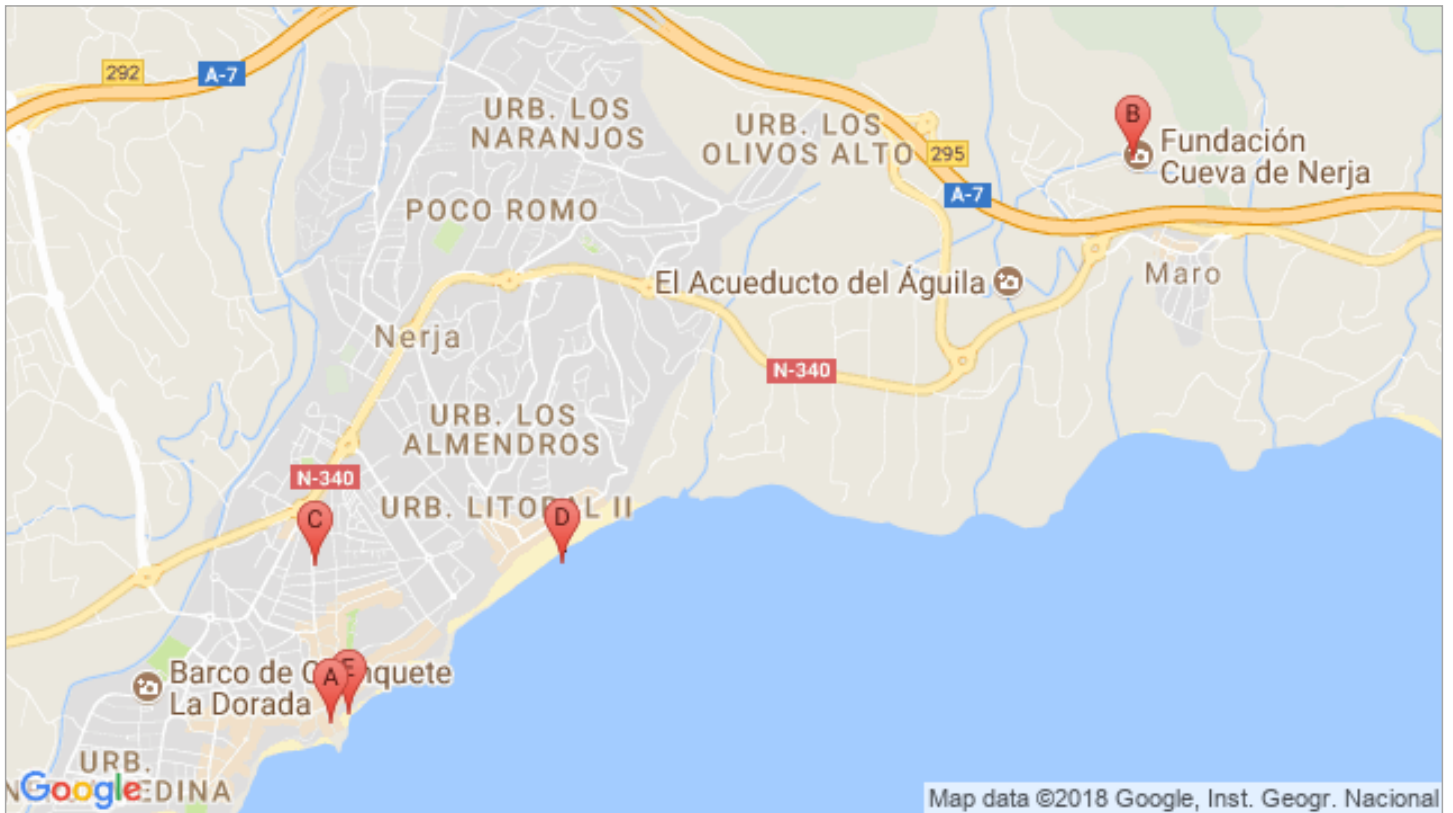 292
A-7
URB. LOS
NARANJOS
URB. LOS
OLIVOS ALTO
295
B
Fundación
Cueva de Nerja
A-7
POCO ROMO
El Acueducto del Águila
Maro
Nerja
N-340
URB. LOS
ALMENDROS
N-340
URB. LITORAL II
C
D
Barco de Chanquete
La Dorada
A
E
URB.
EDINA
Google
Map data ©2018 Google, Inst. Geogr. Nacional